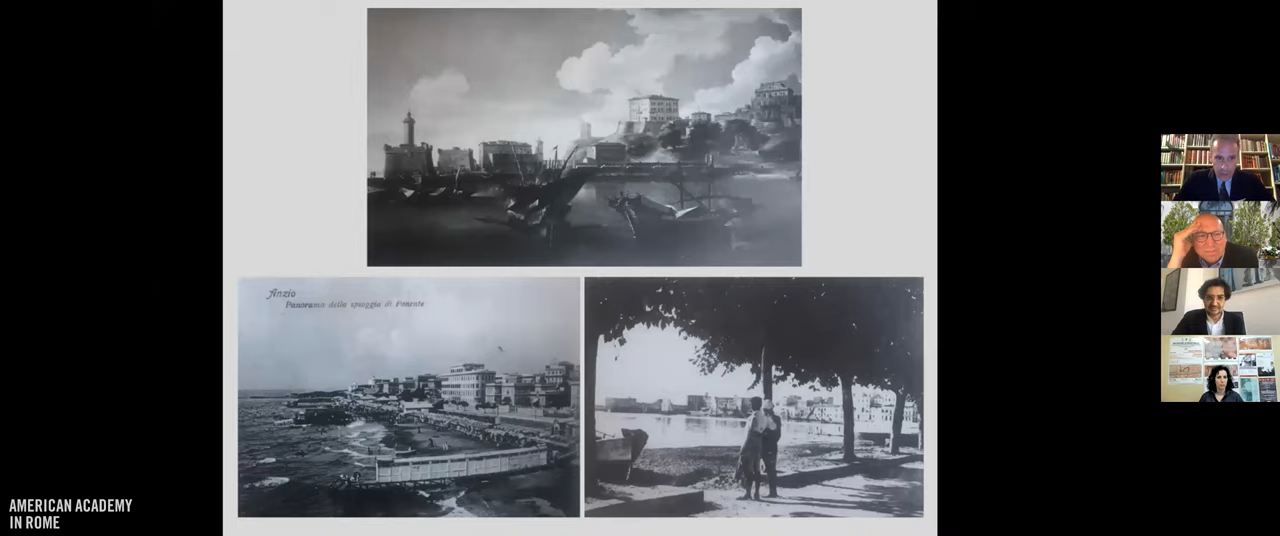 Anzio
Panorama della spiaggia di Ponente
AMERICAN ACADEMY
IN ROME